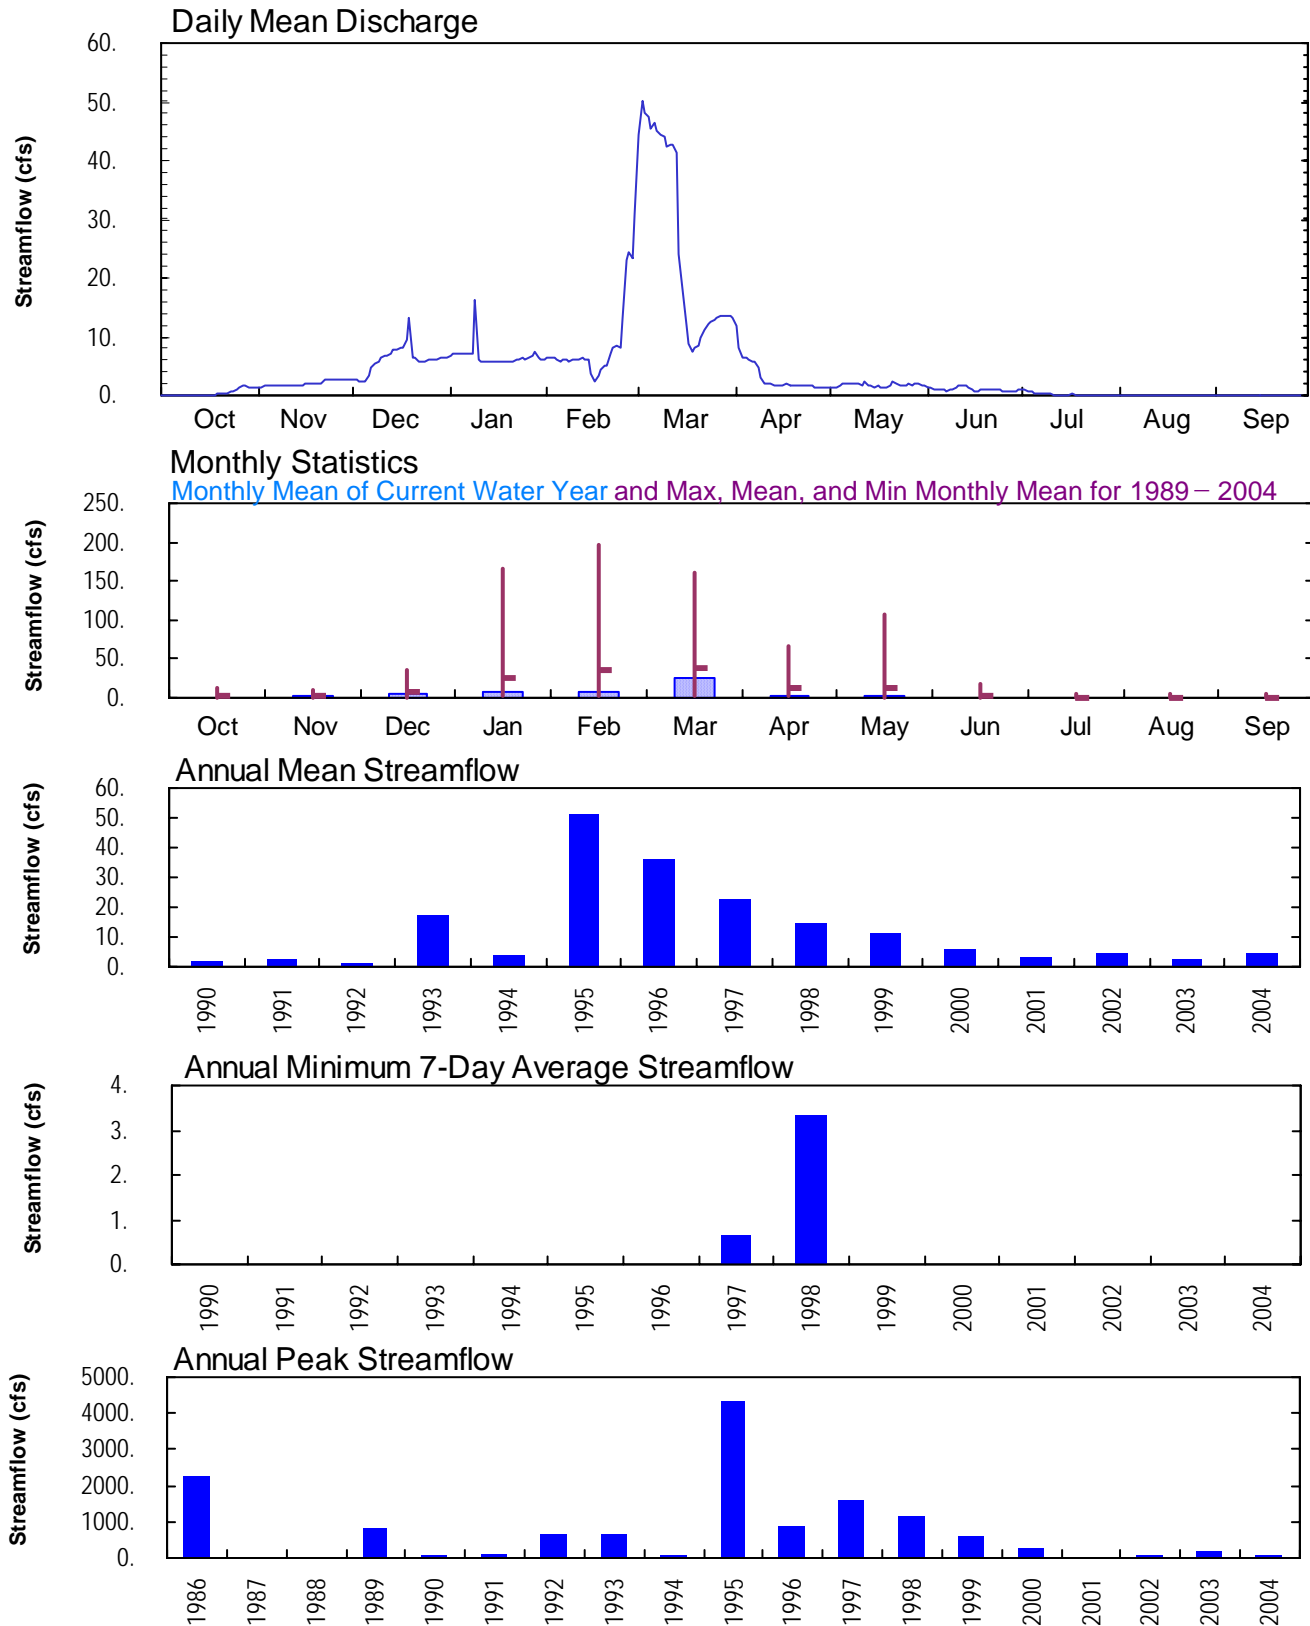 Daily Mean Discharge
Streamflow (cfs)
60.
50.
40.
30.
20.
10.
0.
Oct Nov Dec Jan Feb Mar Apr May Jun Jul Aug Sep
Monthly Statistics
Monthly Mean of Current Water Year and Max, Mean, and Min Monthly Mean for 1989 – 2004
Streamflow (cfs)
250.
200.
150.
100.
50.
0.
Oct Nov Dec Jan Feb Mar Apr May Jun Jul Aug Sep
Annual Mean Streamflow
Streamflow (cfs)
60.
50.
40.
30.
20.
10.
0.
1990 1991 1992 1993 1994 1995 1996 1997 1998 1999 2000 2001 2002 2003 2004
Annual Minimum 7-Day Average Streamflow
Streamflow (cfs)
4.
3.
2.
1.
0.
1990 1991 1992 1993 1994 1995 1996 1997 1998 1999 2000 2001 2002 2003 2004
Annual Peak Streamflow
Streamflow (cfs)
5000.
4000.
3000.
2000.
1000.
0.
1986 1987 1988 1989 1990 1991 1992 1993 1994 1995 1996 1997 1998 1999 2000 2001 2002 2003 2004